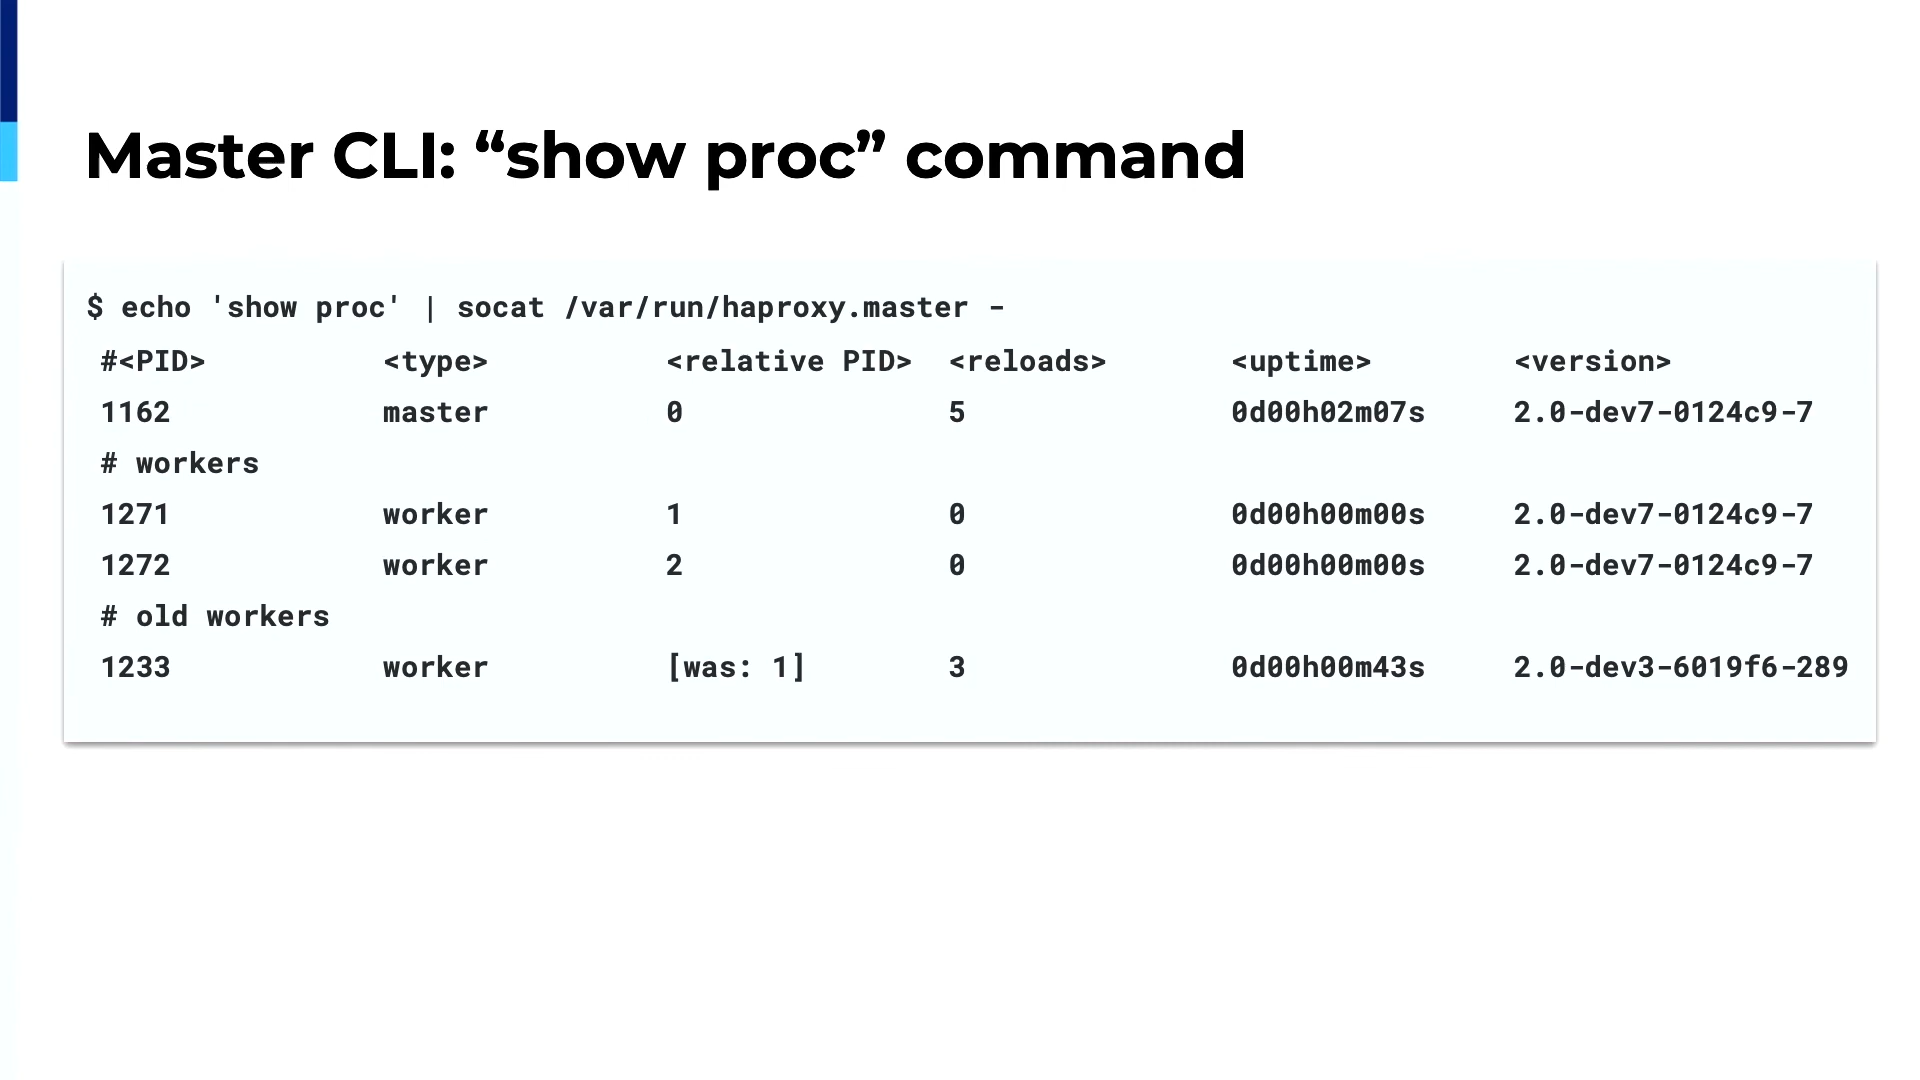 Master CLI: “show proc” command
$ echo 'show proc' | socat /var/run/haproxy.master -
#<PID> <type> <relative PID> <reloads> <uptime> <version>
1162 master 0 5 0d00h02m07s 2.0-dev7-0124c9-7
# workers
1271 worker 1 0 0d00h00m00s 2.0-dev7-0124c9-7
1272 worker 2 0 0d00h00m00s 2.0-dev7-0124c9-7
# old workers
1233 worker [was: 1] 3 0d00h00m43s 2.0-dev3-6019f6-289